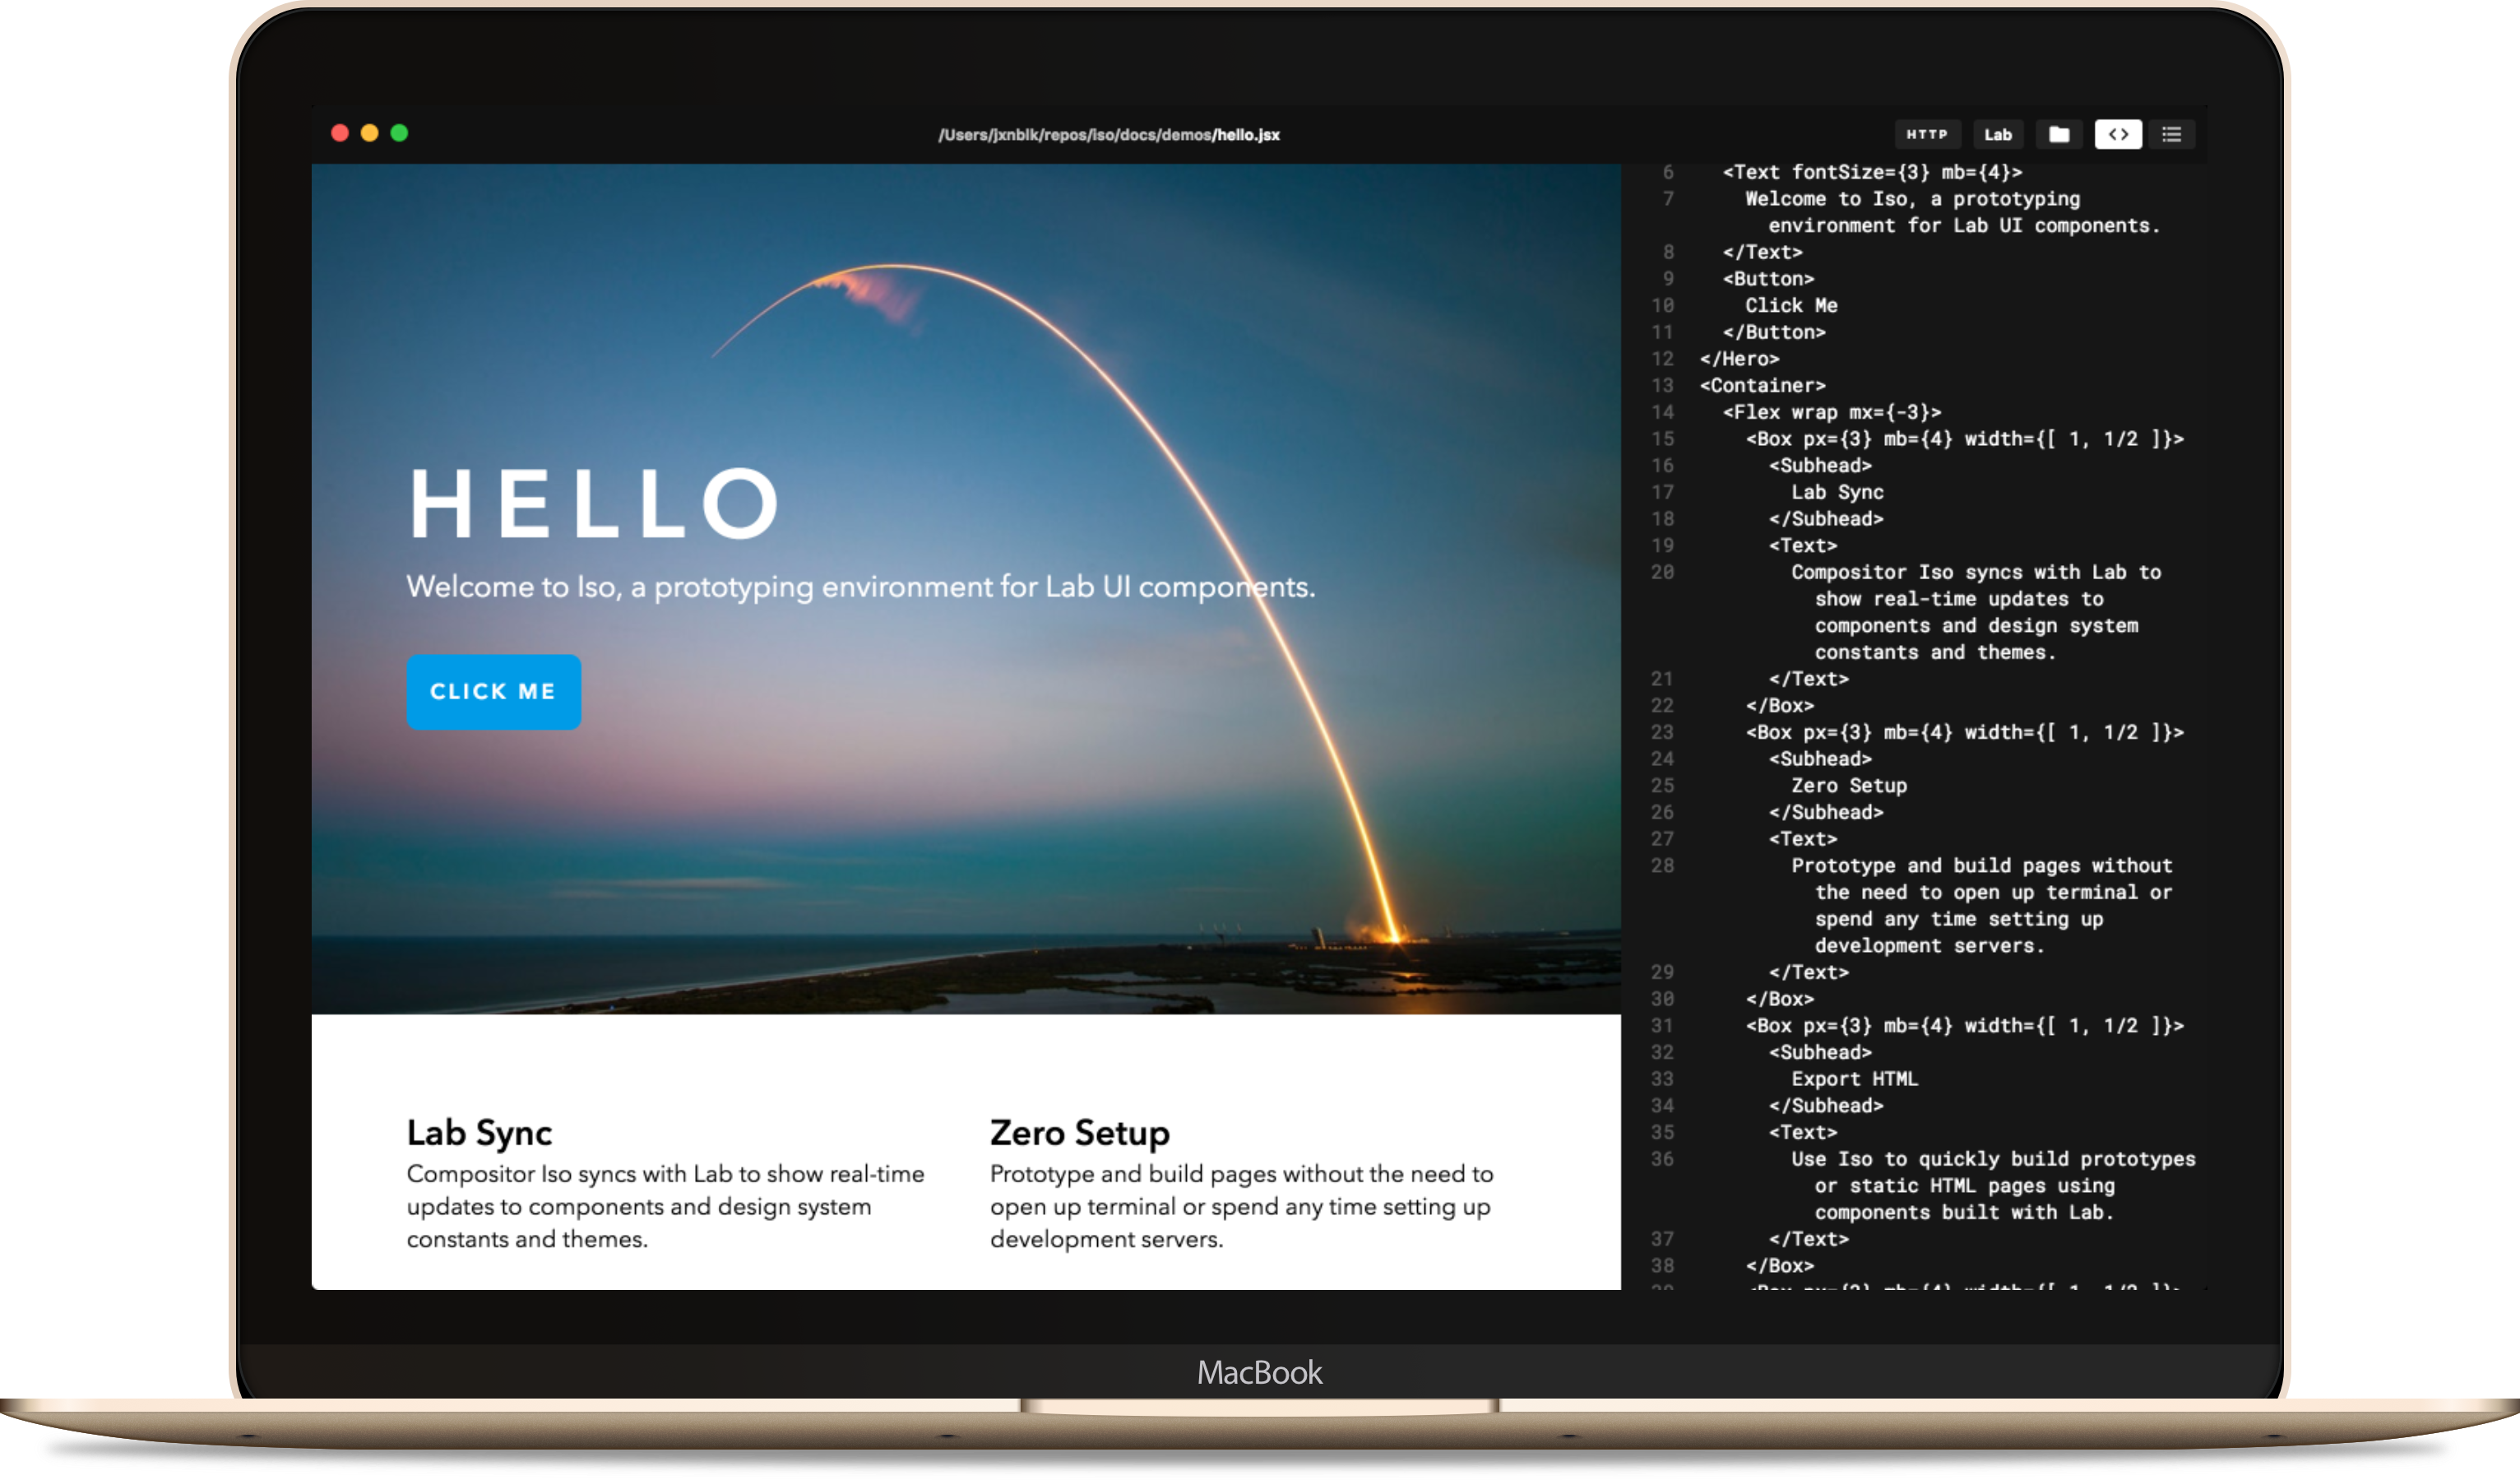 /Users/jxnblk/repos/iso/docs/demos/hello.jsx
HTTP
Lab
HELLO
Welcome to Iso, a prototyping environment for Lab UI components.
CLICK ME
Lab Sync
Compositor Iso syncs with Lab to show real-time
updates to components and design system
constants and themes.
Zero Setup
Prototype and build pages without the need to
open up terminal or spend any time setting up
development servers.
6 <Text fontSize={3} mb={4}>
7 Welcome to Iso, a prototyping
environment for Lab UI components.
8 </Text>
9 <Button>
10 Click Me
11 </Button>
12 </Hero>
13 <Container>
14 <Flex wrap mx={-3}>
15 <Box px={3} mb={4} width={[ 1, 1/2 ]}>
16 <Subhead>
17 Lab Sync
18 </Subhead>
19 <Text>
20 Compositor Iso syncs with Lab to
show real-time updates to
components and design system
constants and themes.
21 </Text>
22 </Box>
23 <Box px={3} mb={4} width={[ 1, 1/2 ]}>
24 <Subhead>
25 Zero Setup
26 </Subhead>
27 <Text>
28 Prototype and build pages without
the need to open up terminal or
spend any time setting up
development servers.
29 </Text>
30 </Box>
31 <Box px={3} mb={4} width={[ 1, 1/2 ]}>
32 <Subhead>
33 Export HTML
34 </Subhead>
35 <Text>
36 Use Iso to quickly build prototypes
or static HTML pages using
components built with Lab.
37 </Text>
38 </Box>
MacBook